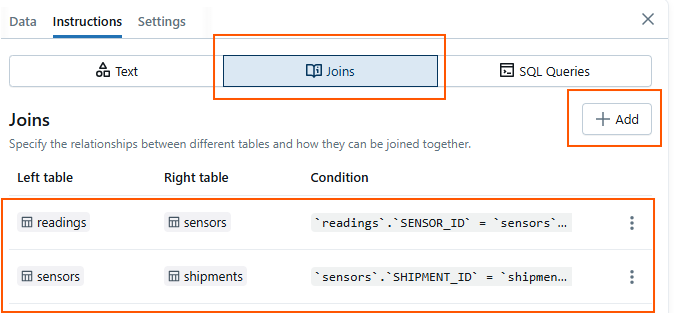 Data Instructions Settings
Text Joins SQL Queries
Joins
+ Add
Specify the relationships between different tables and how they can be joined together.
Left table Right table Condition
readings sensors `readings`.`SENSOR_ID` = `sensors`…
sensors shipments `sensors`.`SHIPMENT_ID` = `shipmen…